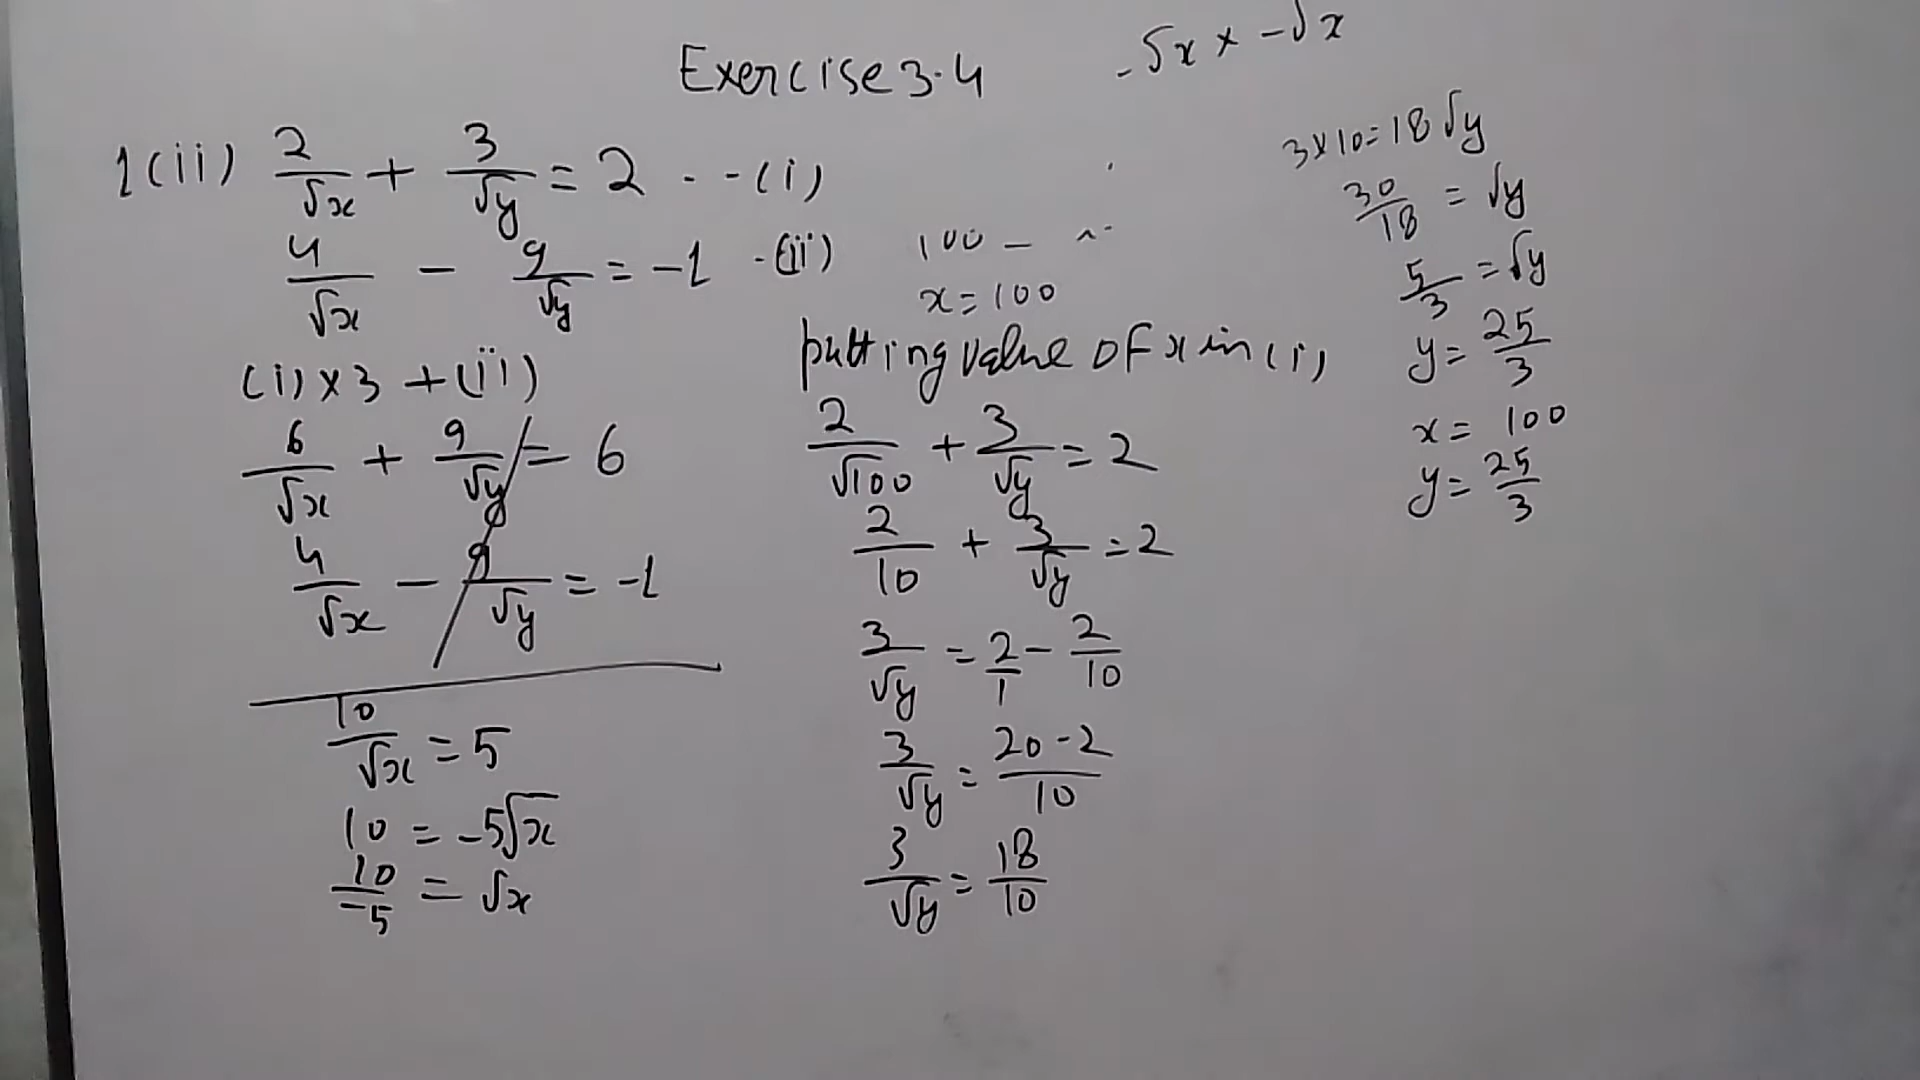 Exercise 3.4
-√x × -√x
1(ii) 2/√x + 3/√y = 2 - - -(i)
4/√x - 9/√y = -1 -(ii)
(i) × 3 + (ii)
6/√x + 9/√y = 6
4/√x - 9/√y = -1
10/√x = 5
10 = -5√x
10/-5 = √x
100 -
x = 100
putting value of x in (i)
2/√100 + 3/√y = 2
2/10 + 3/√y = 2
3/√y = 2/1 - 2/10
3/√y = 20-2/10
3/√y = 18/10
3×10 = 18√y
30/18 = √y
5/3 = √y
y = 25/3
x = 100
y = 25/3